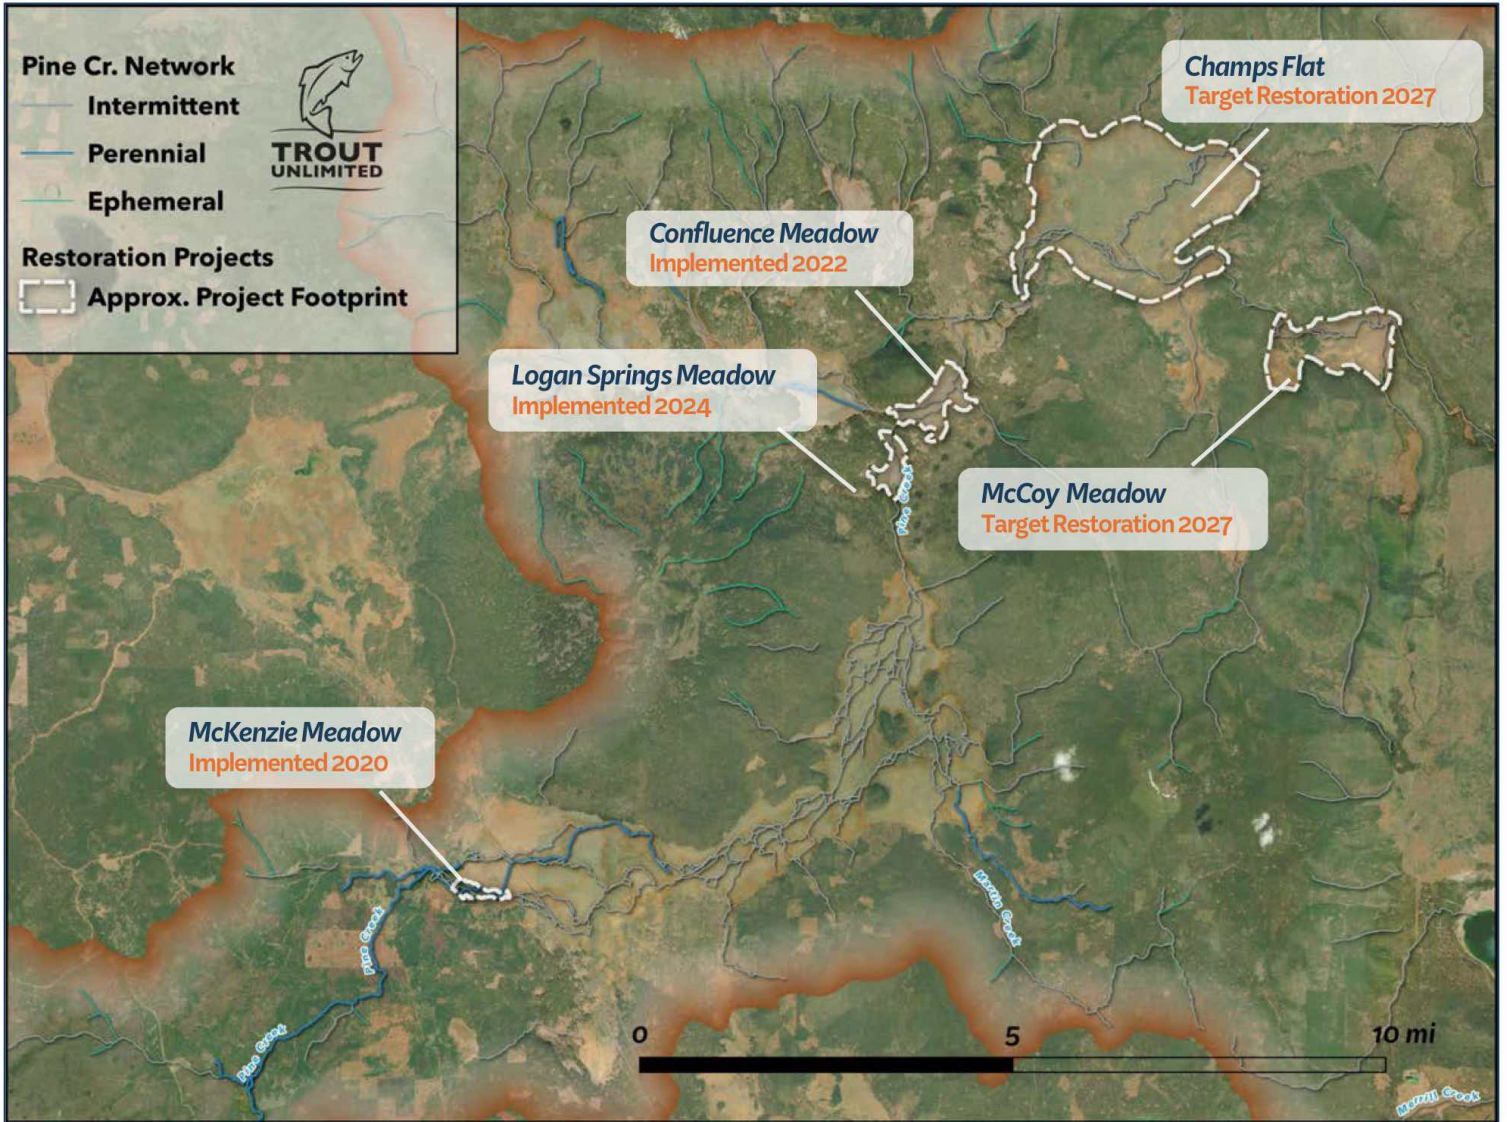 Pine Cr. Network
Intermittent
Perennial
Ephemeral
TROUT
UNLIMITED
Restoration Projects
Approx. Project Footprint
Champs Flat
Target Restoration 2027
Confluence Meadow
Implemented 2022
Logan Springs Meadow
Implemented 2024
Pine Creek
McCoy Meadow
Target Restoration 2027
McKenzie Meadow
Implemented 2020
Pine Creek
Martin Creek
Pine Creek
0
5
10 mi
Merrill Creek